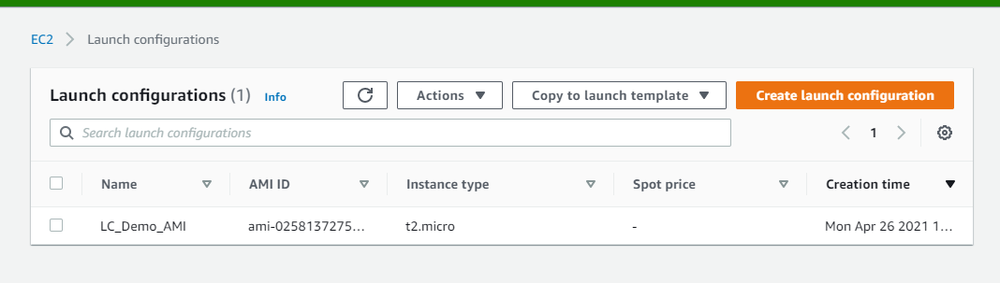 EC2 > Launch configurations
Launch configurations (1) Info Actions Copy to launch template Create launch configuration
Search launch configurations 1
Name AMI ID Instance type Spot price Creation time
LC_Demo_AMI ami-0258137275... t2.micro - Mon Apr 26 2021 1...